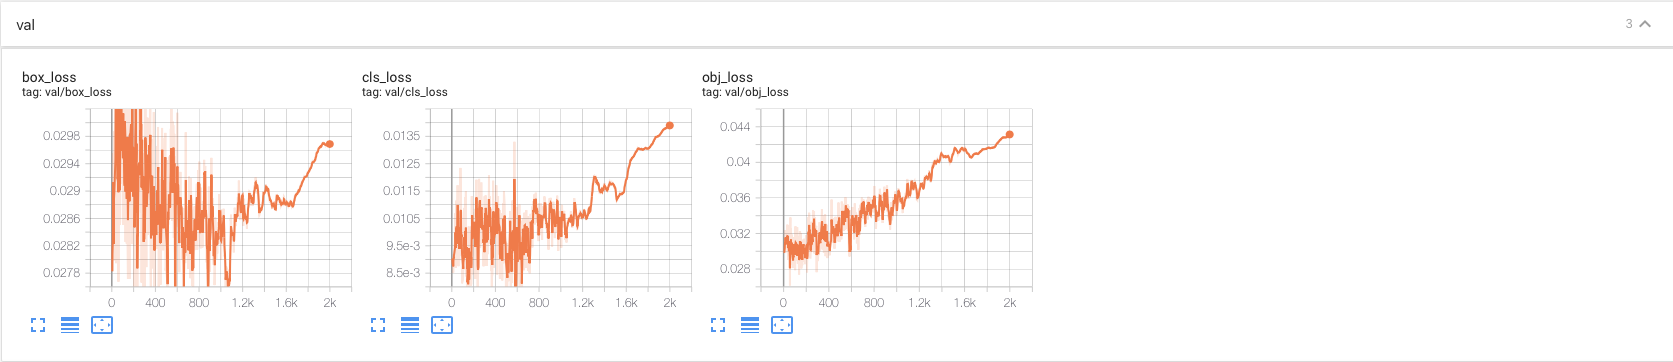 val
3
box_loss
tag: val/box_loss
0.0298
0.0294
0.029
0.0286
0.0282
0.0278
0 400 800 1.2k 1.6k 2k
cls_loss
tag: val/cls_loss
0.0135
0.0125
0.0115
0.0105
9.5e-3
8.5e-3
0 400 800 1.2k 1.6k 2k
obj_loss
tag: val/obj_loss
0.044
0.04
0.036
0.032
0.028
0 400 800 1.2k 1.6k 2k